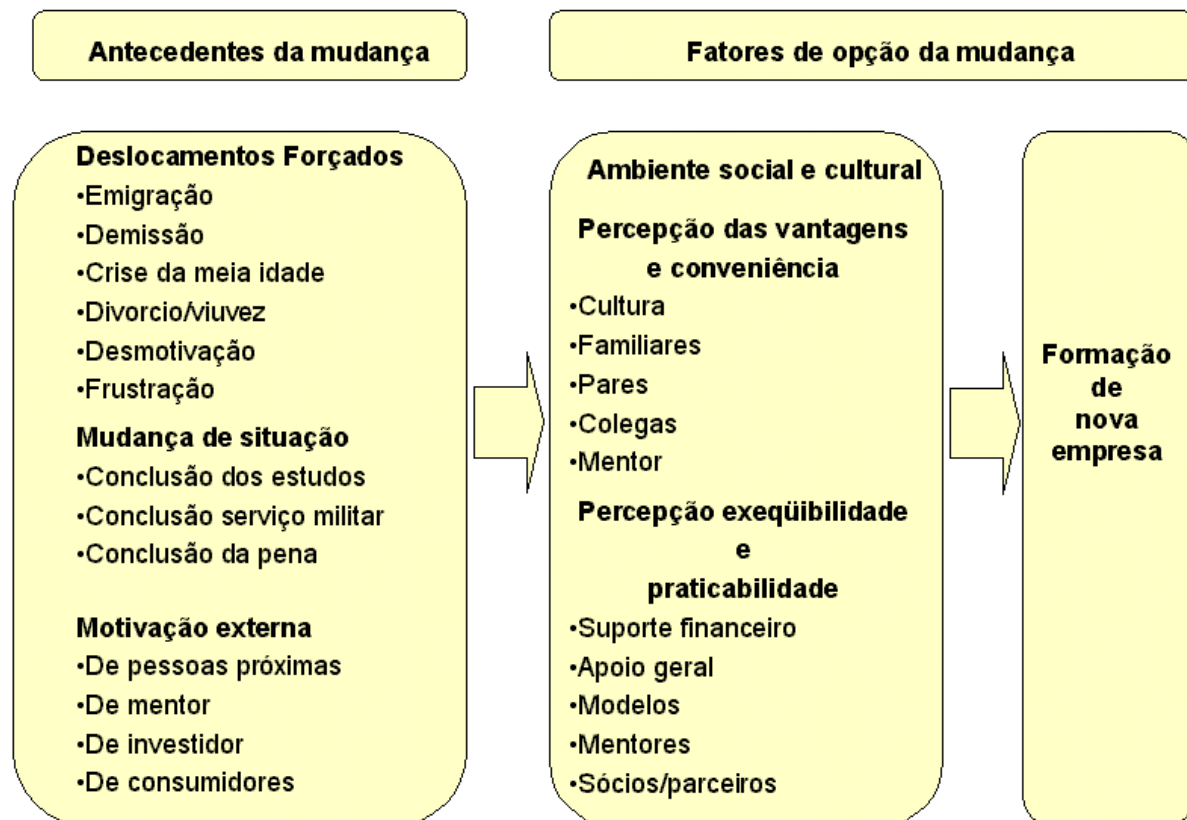 Antecedentes da mudança
Fatores de opção da mudança
Deslocamentos Forçados
•Emigração
•Demissão
•Crise da meia idade
•Divorcio/viuvez
•Desmotivação
•Frustração
Mudança de situação
•Conclusão dos estudos
•Conclusão serviço militar
•Conclusão da pena
Motivação externa
•De pessoas próximas
•De mentor
•De investidor
•De consumidores
Ambiente social e cultural
Percepção das vantagens
e conveniência
•Cultura
•Familiares
•Pares
•Colegas
•Mentor
Percepção exeqüibilidade
e
praticabilidade
•Suporte financeiro
•Apoio geral
•Modelos
•Mentores
•Sócios/parceiros
Formação
de
nova
empresa